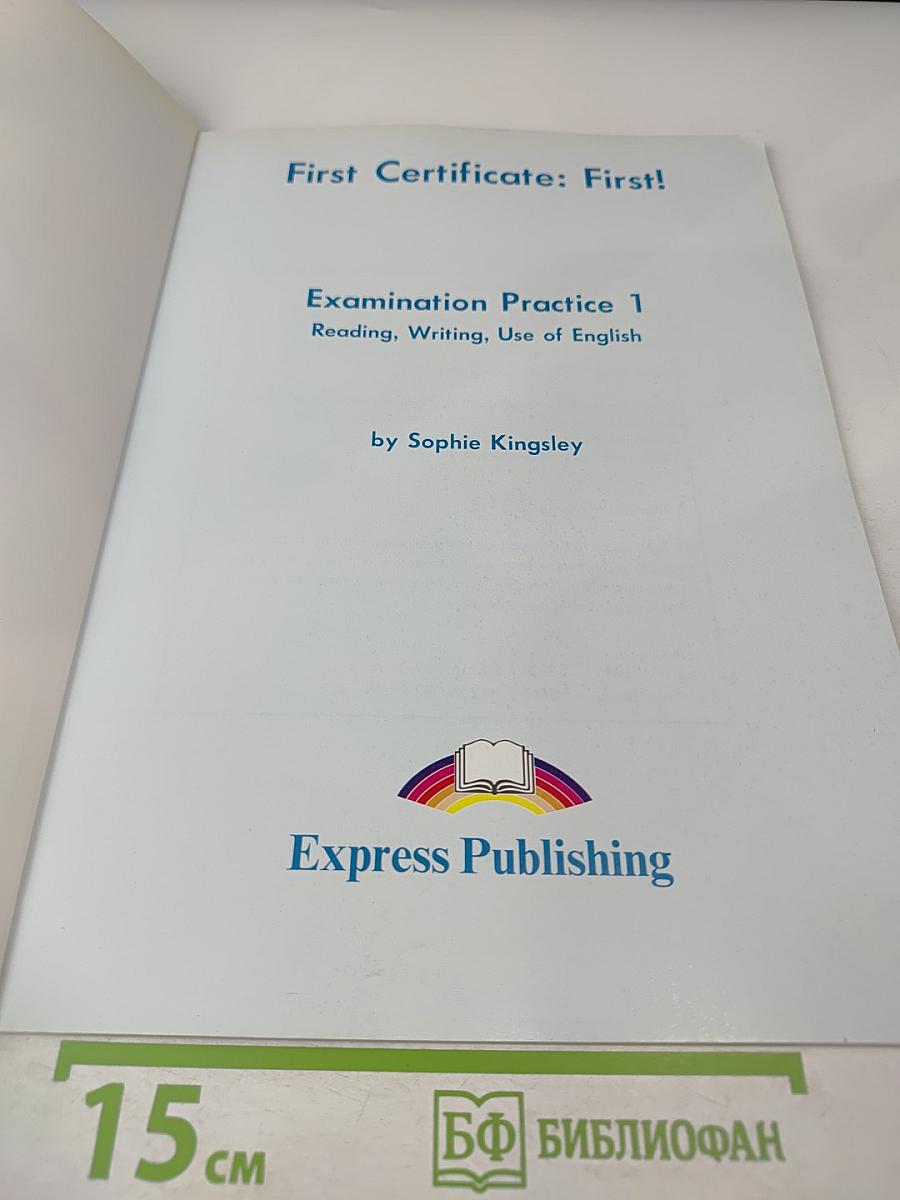 First Certificate: First!
Examination Practice 1
Reading, Writing, Use of English
by Sophie Kingsley
Express Publishing
15 см
БФ БИБЛИОФАН